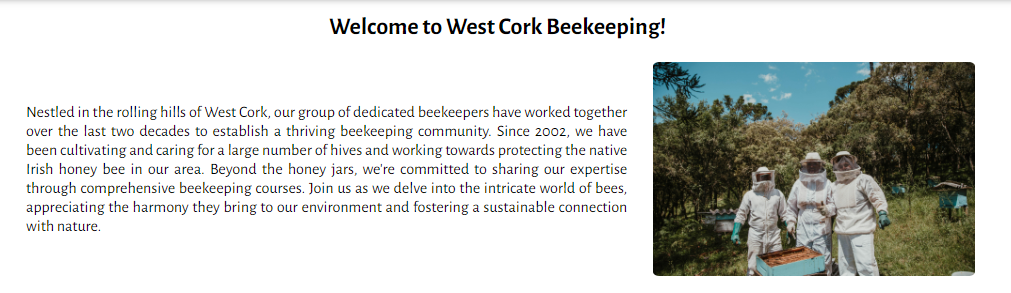 Welcome to West Cork Beekeeping!
Nestled in the rolling hills of West Cork, our group of dedicated beekeepers have worked together
over the last two decades to establish a thriving beekeeping community. Since 2002, we have
been cultivating and caring for a large number of hives and working towards protecting the native
Irish honey bee in our area. Beyond the honey jars, we're committed to sharing our expertise
through comprehensive beekeeping courses. Join us as we delve into the intricate world of bees,
appreciating the harmony they bring to our environment and fostering a sustainable connection
with nature.